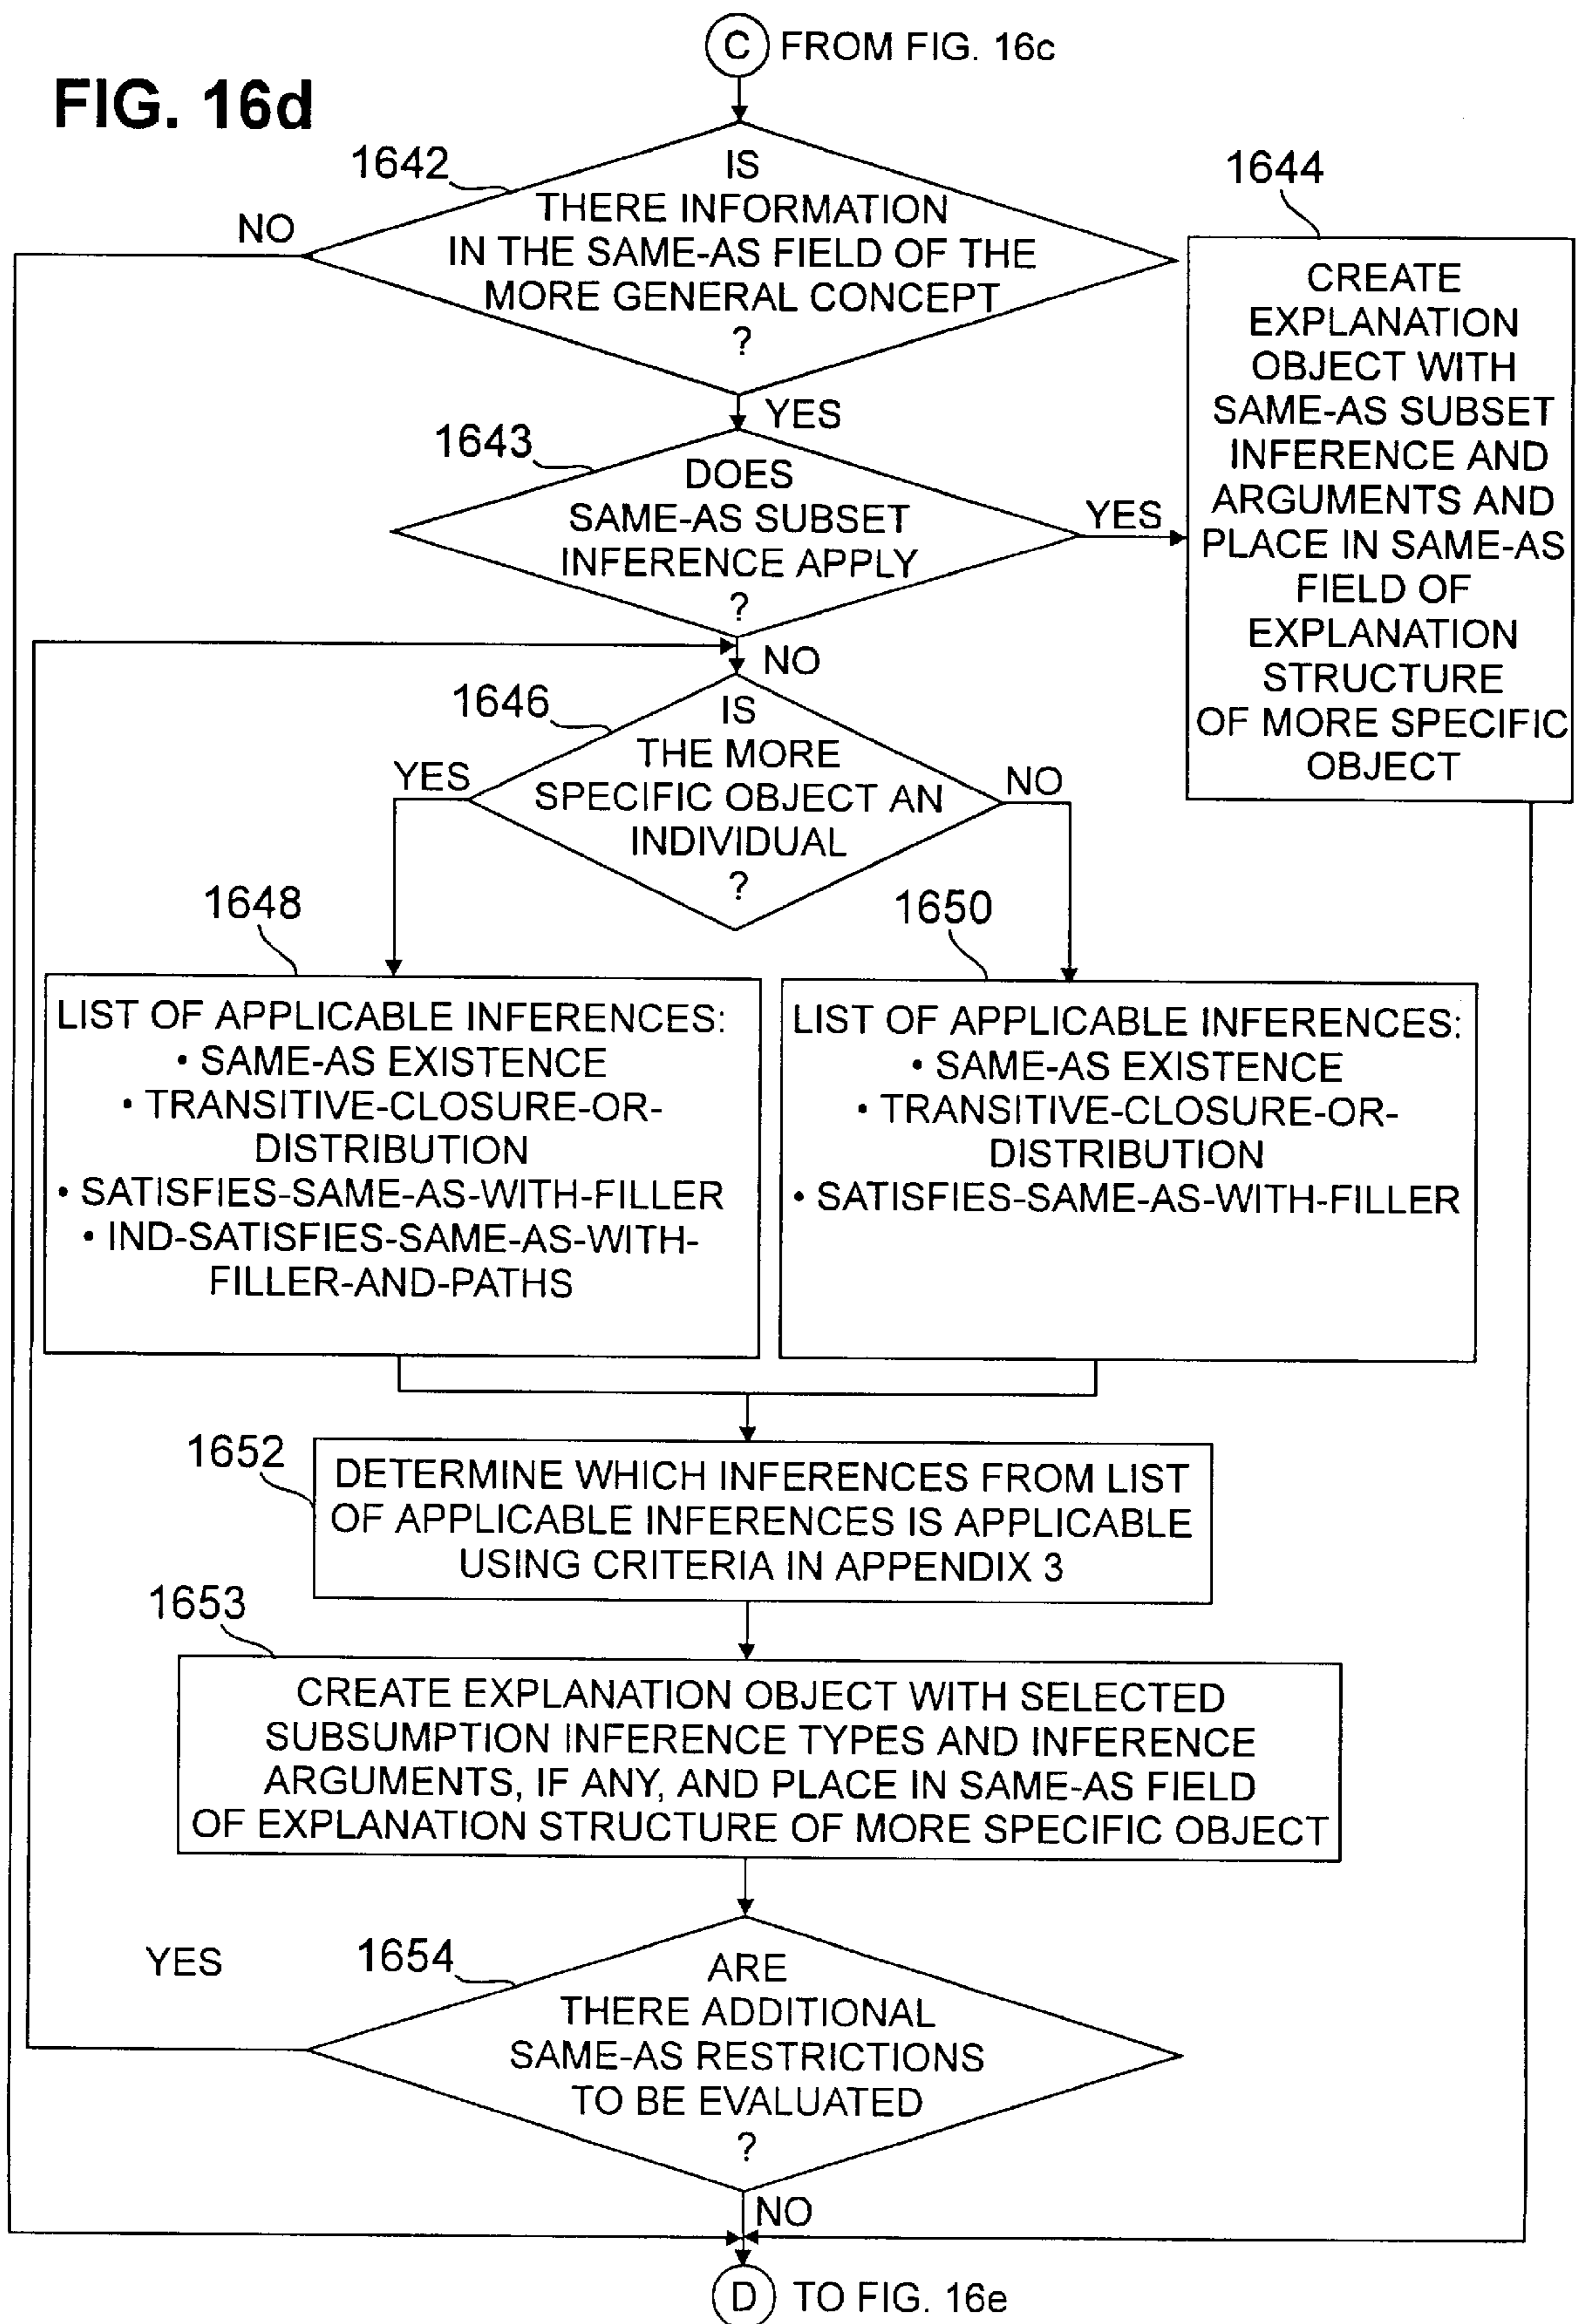 C FROM FIG. 16c
FIG. 16d
1642
IS
THERE INFORMATION
IN THE SAME-AS FIELD OF THE
MORE GENERAL CONCEPT
?
NO
YES
1644
CREATE
EXPLANATION
OBJECT WITH
SAME-AS SUBSET
INFERENCE AND
ARGUMENTS AND
PLACE IN SAME-AS
FIELD OF
EXPLANATION
STRUCTURE
OF MORE SPECIFIC
OBJECT
1643
DOES
SAME-AS SUBSET
INFERENCE APPLY
?
YES
NO
1646
IS
THE MORE
SPECIFIC OBJECT AN
INDIVIDUAL
?
YES
NO
1648
LIST OF APPLICABLE INFERENCES:
• SAME-AS EXISTENCE
• TRANSITIVE-CLOSURE-OR-
DISTRIBUTION
• SATISFIES-SAME-AS-WITH-FILLER
• IND-SATISFIES-SAME-AS-WITH-
FILLER-AND-PATHS
1650
LIST OF APPLICABLE INFERENCES:
• SAME-AS EXISTENCE
• TRANSITIVE-CLOSURE-OR-
DISTRIBUTION
• SATISFIES-SAME-AS-WITH-FILLER
1652
DETERMINE WHICH INFERENCES FROM LIST
OF APPLICABLE INFERENCES IS APPLICABLE
USING CRITERIA IN APPENDIX 3
1653
CREATE EXPLANATION OBJECT WITH SELECTED
SUBSUMPTION INFERENCE TYPES AND INFERENCE
ARGUMENTS, IF ANY, AND PLACE IN SAME-AS FIELD
OF EXPLANATION STRUCTURE OF MORE SPECIFIC OBJECT
YES
1654
ARE
THERE ADDITIONAL
SAME-AS RESTRICTIONS
TO BE EVALUATED
?
NO
D TO FIG. 16e